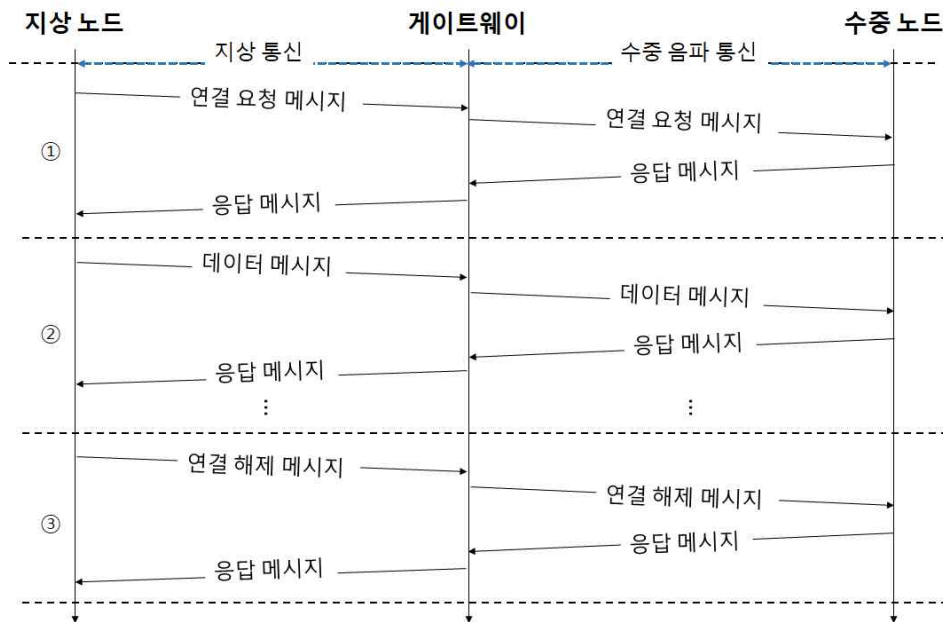 지상 노드 게이트웨이 수중 노드
지상 통신 수중 음파 통신
연결 요청 메시지
연결 요청 메시지
①
응답 메시지
응답 메시지
데이터 메시지
데이터 메시지
②
응답 메시지
응답 메시지
⋮ ⋮
연결 해제 메시지
연결 해제 메시지
③
응답 메시지
응답 메시지